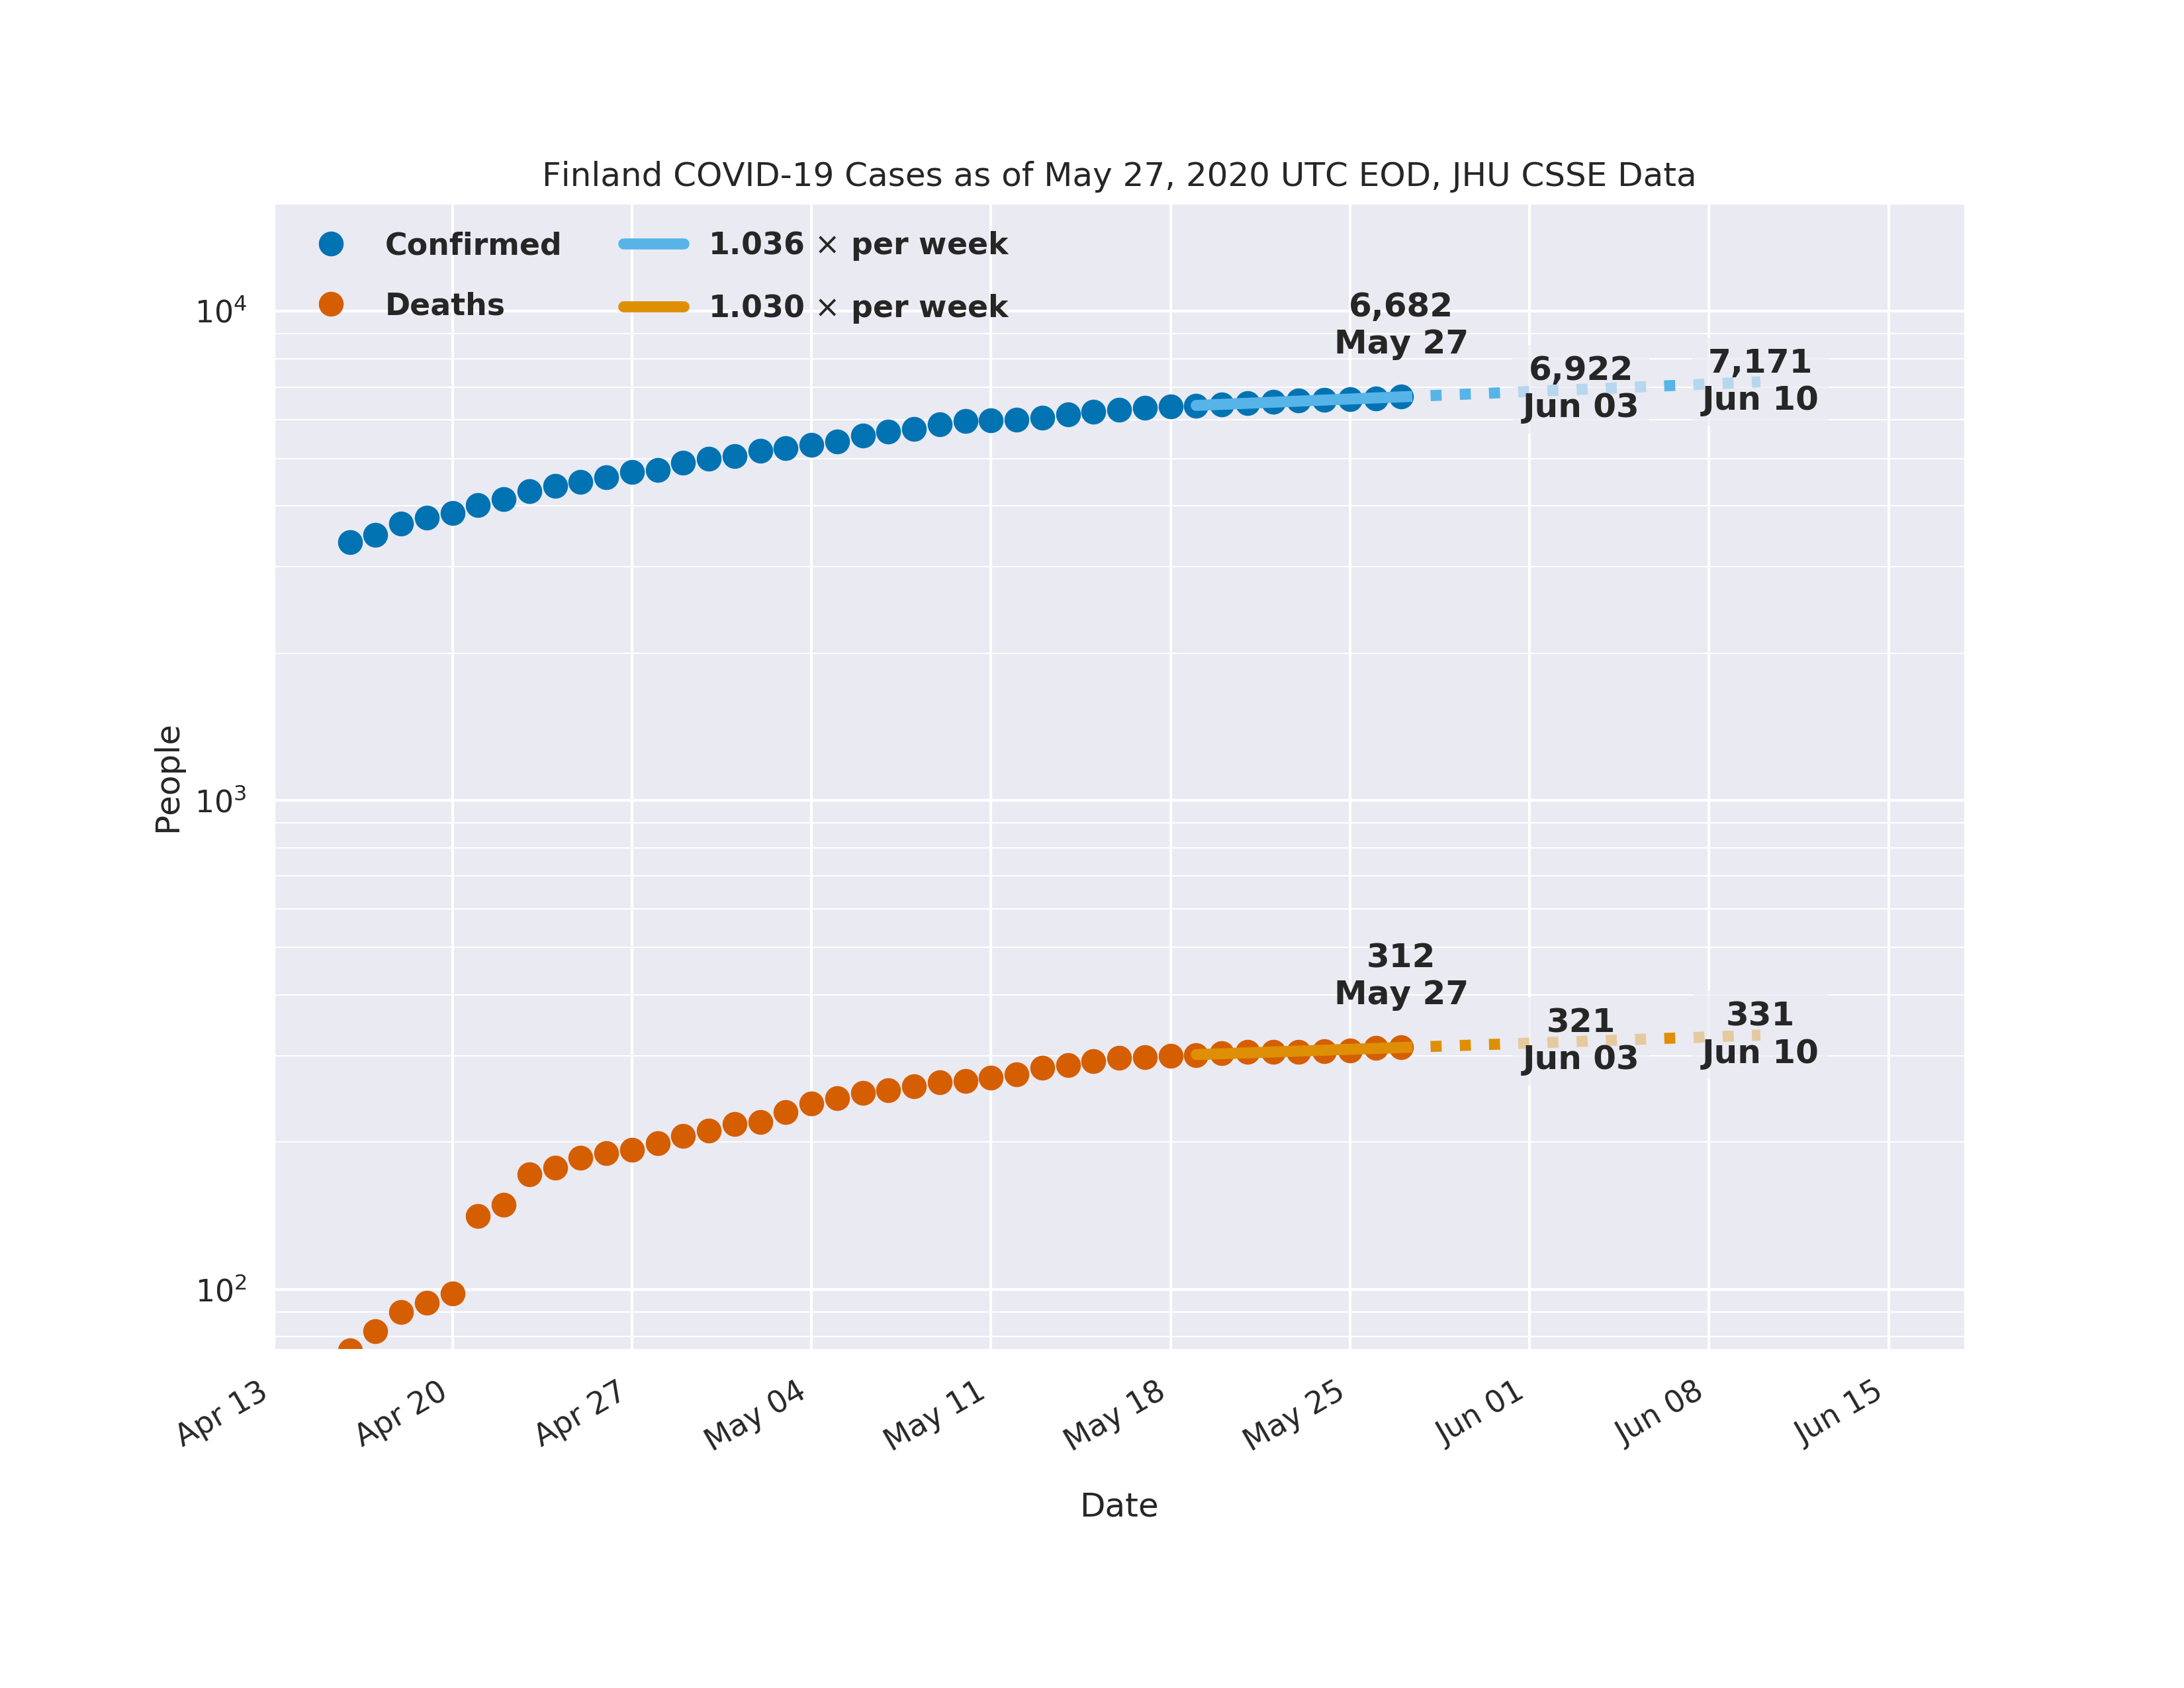 Finland COVID-19 Cases as of May 27, 2020 UTC EOD, JHU CSSE Data
Confirmed
Deaths
1.036 × per week
1.030 × per week
6,682
May 27
6,922
Jun 03
7,171
Jun 10
312
May 27
321
Jun 03
331
Jun 10
People
10⁴
10³
10²
Apr 13
Apr 20
Apr 27
May 04
May 11
May 18
May 25
Jun 01
Jun 08
Jun 15
Date